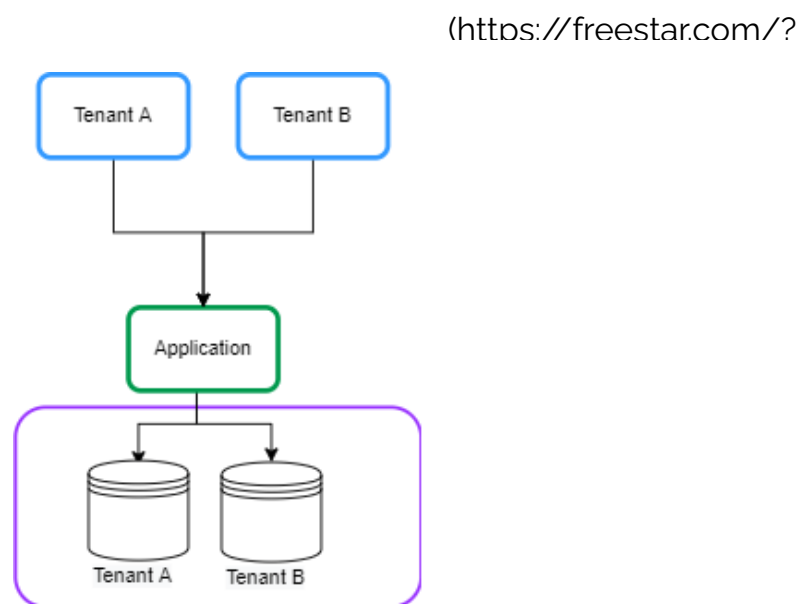 (https://freestar.com/?
Tenant A
Tenant B
Application
Tenant A
Tenant B